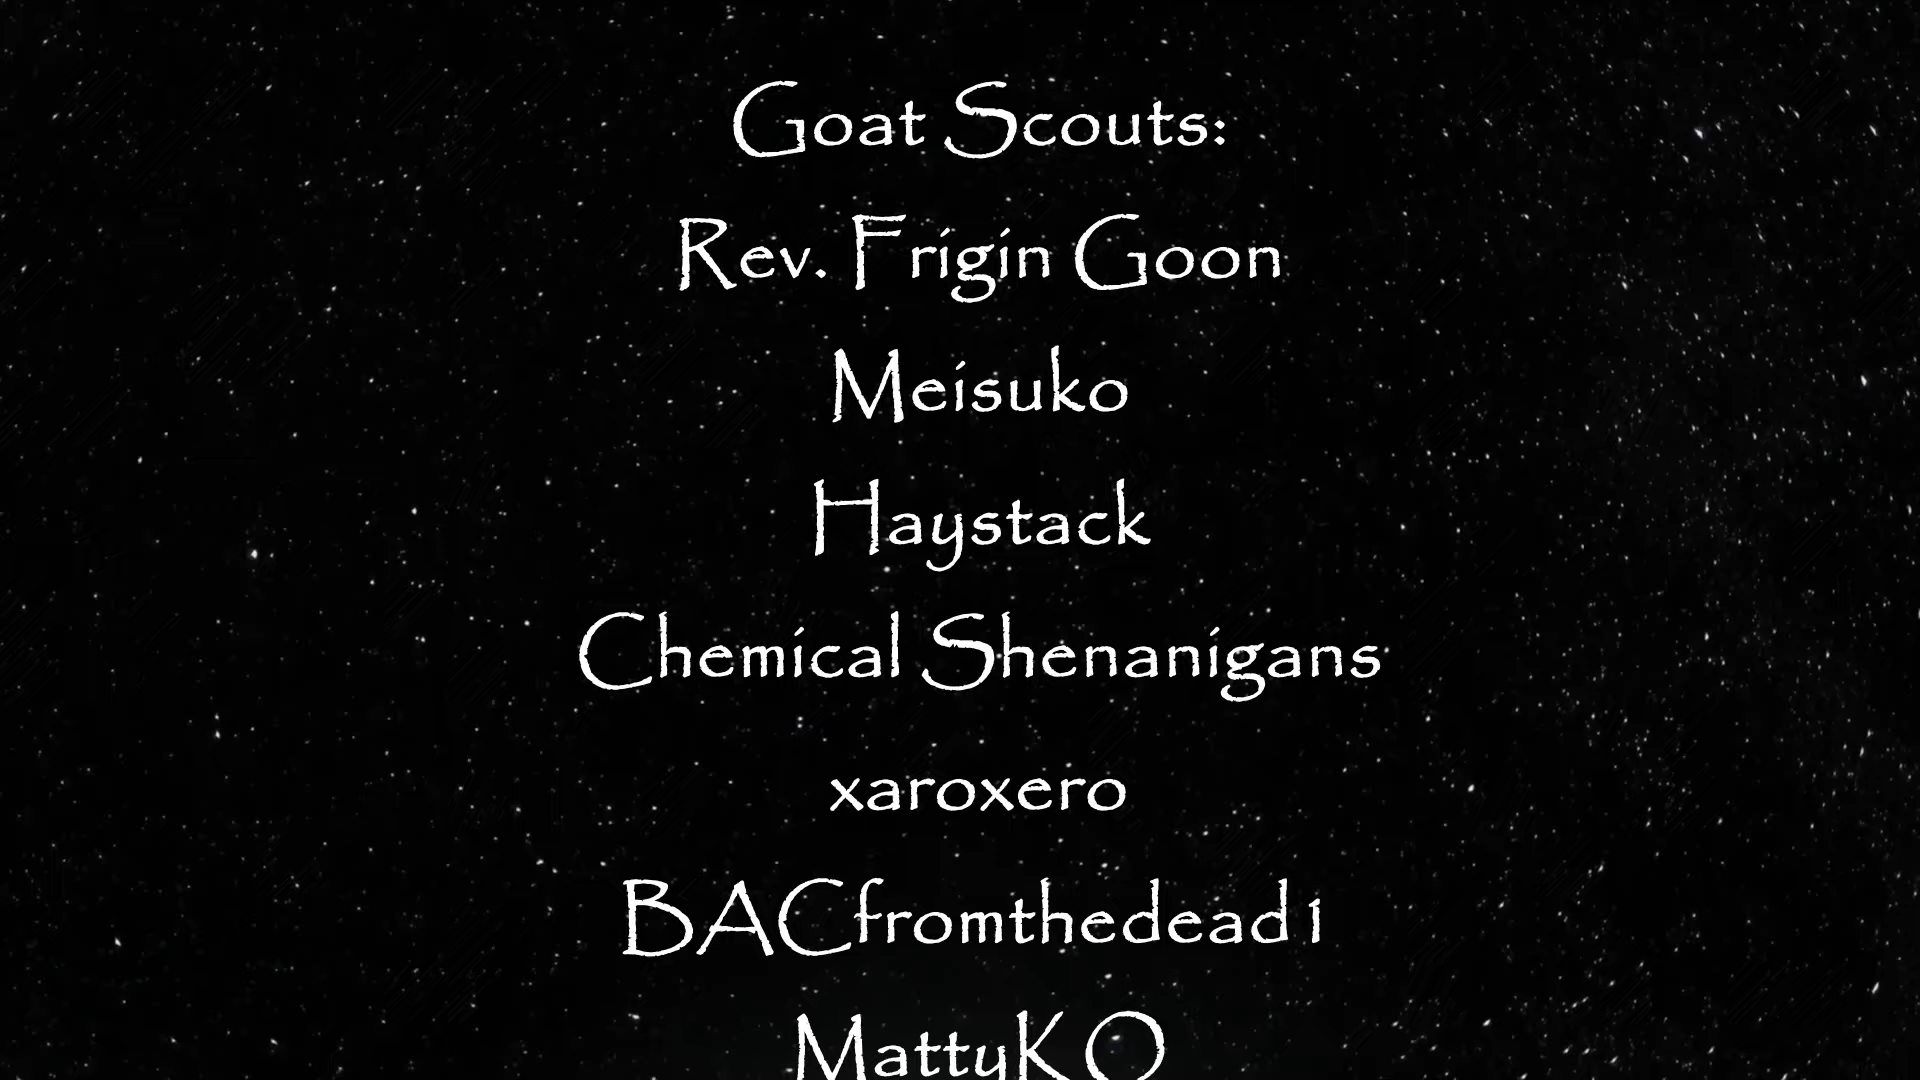 Goat Scouts:
Rev. Frigin Goon
Meisuko
Haystack
Chemical Shenanigans
xaroxero
BACfromthedead1
MattyKO